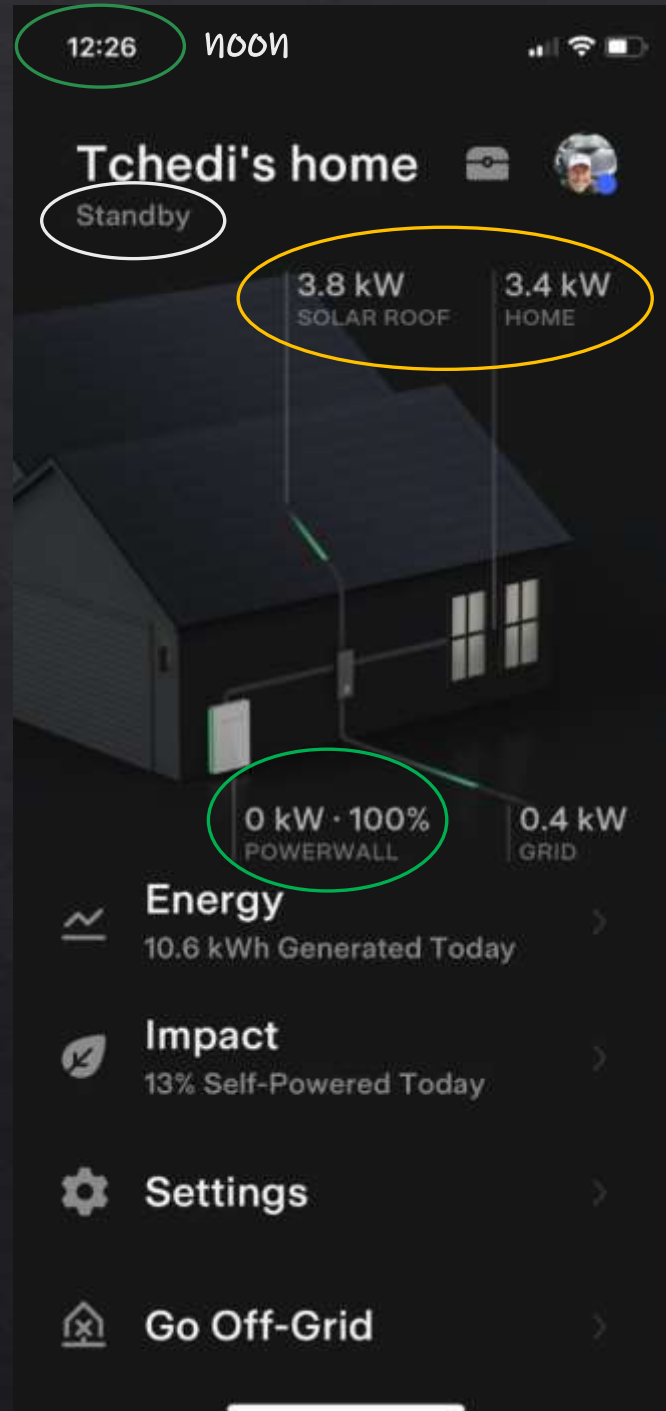 12:26 noon
Tchedi's home
Standby
3.8 kW 3.4 kW
SOLAR ROOF HOME
0 kW · 100% 0.4 kW
POWERWALL GRID
Energy
10.6 kWh Generated Today
Impact
13% Self-Powered Today
Settings
Go Off-Grid